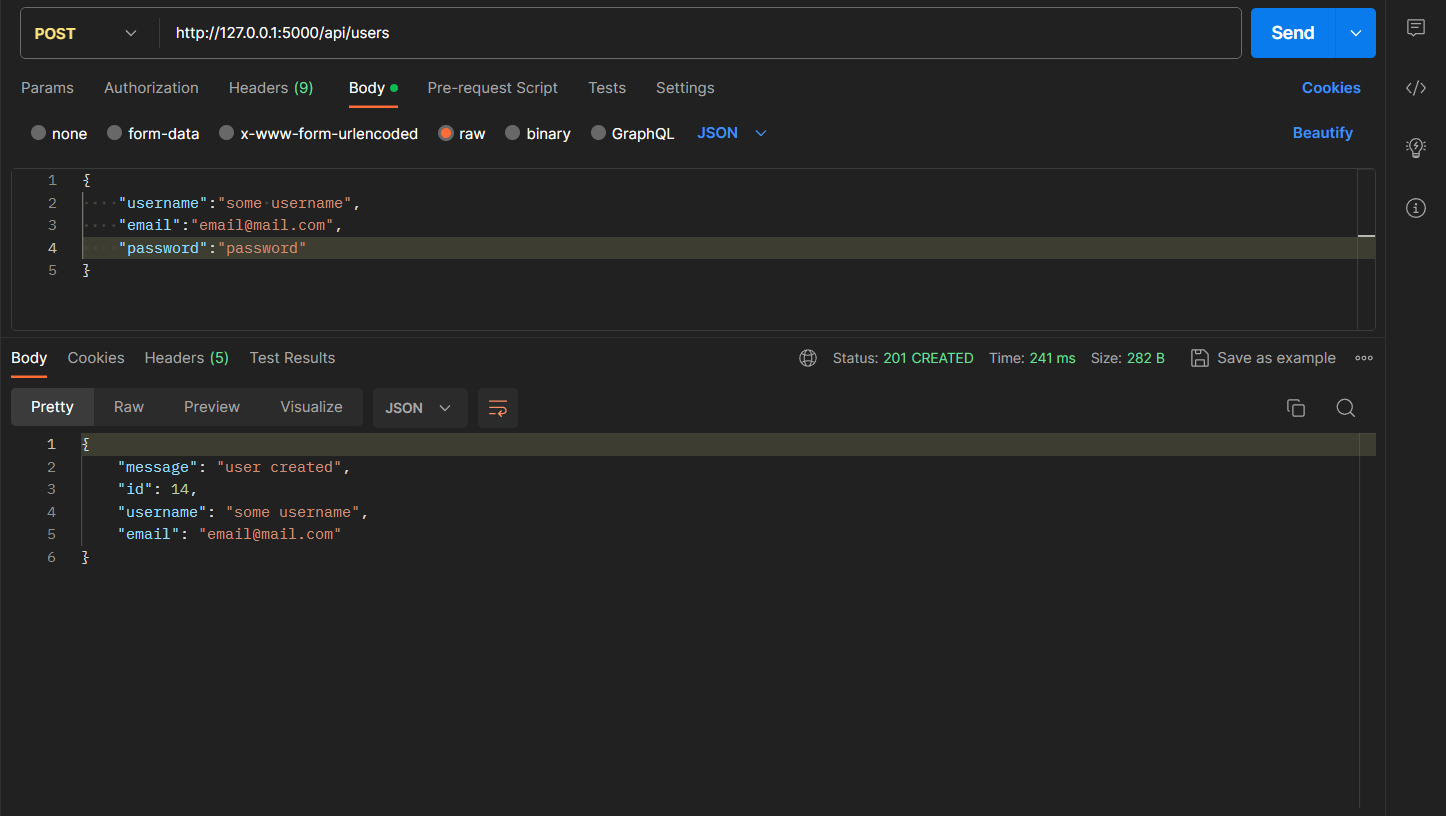 POST http://127.0.0.1:5000/api/users Send
Params Authorization Headers (9) Body Pre-request Script Tests Settings Cookies
none form-data x-www-form-urlencoded raw binary GraphQL JSON Beautify
1 {
2 ····"username":"some·username",
3 ····"email":"email@mail.com",
4 ····"password":"password"
5 }
Body Cookies Headers (5) Test Results Status: 201 CREATED Time: 241 ms Size: 282 B Save as example
Pretty Raw Preview Visualize JSON
1 {
2 "message": "user created",
3 "id": 14,
4 "username": "some username",
5 "email": "email@mail.com"
6 }